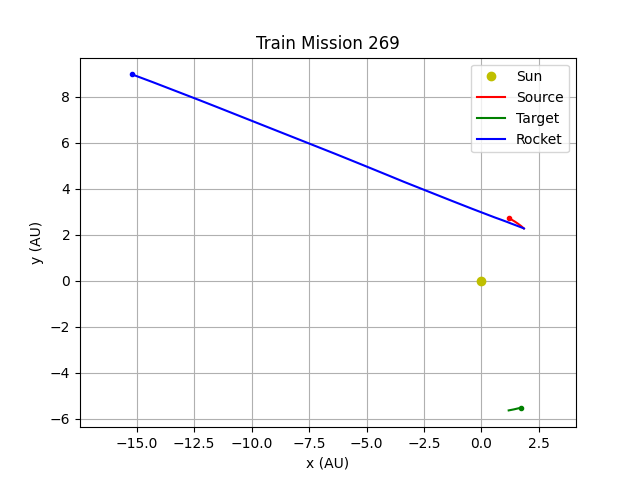 Train Mission 269
Sun
Source
Target
Rocket
8
6
4
2
0
−2
−4
−6
y (AU)
−15.0 −12.5 −10.0 −7.5 −5.0 −2.5 0.0 2.5
x (AU)